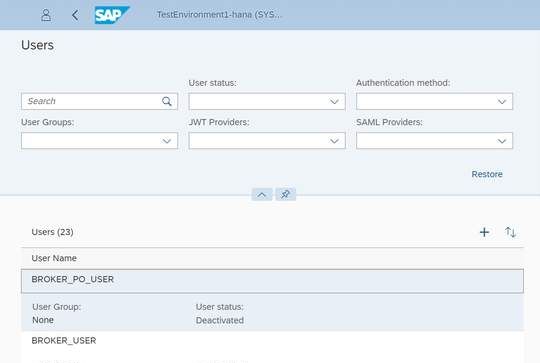 SAP TestEnvironment1-hana (SYS...
Users
User status: Authentication method:
Search
User Groups: JWT Providers: SAML Providers:
Restore
Users (23)
User Name
BROKER_PO_USER
User Group: User status:
None Deactivated
BROKER_USER